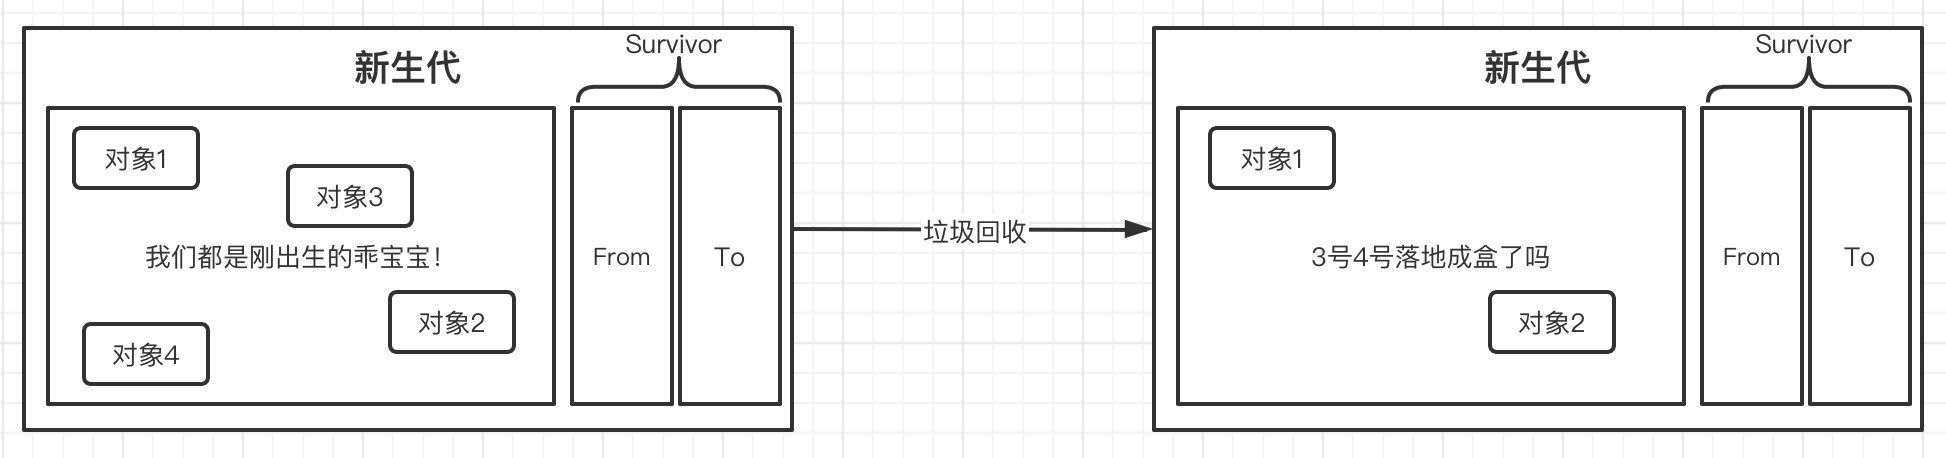 新生代
Survivor
对象1
对象3
我们都是刚出生的乖宝宝！
对象2
对象4
From
To
垃圾回收
新生代
Survivor
对象1
3号4号落地成盒了吗
对象2
From
To